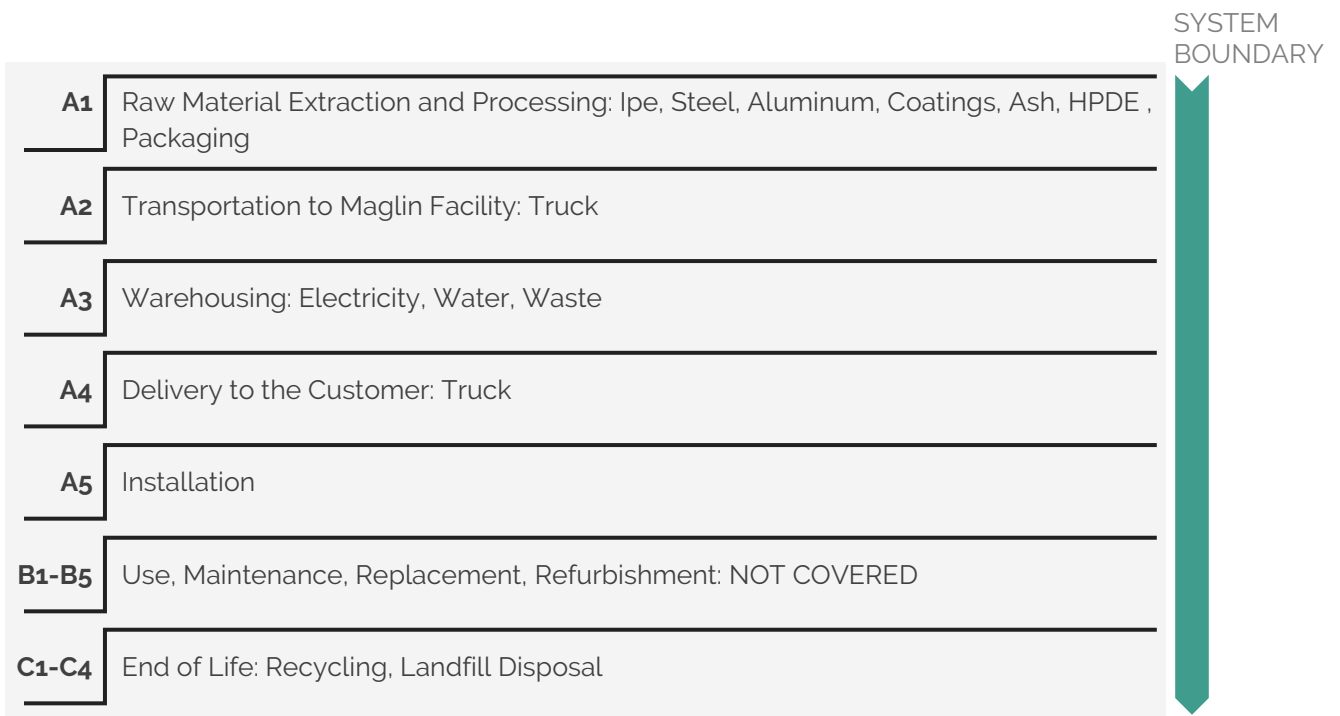 SYSTEM
BOUNDARY
A1 Raw Material Extraction and Processing: Ipe, Steel, Aluminum, Coatings, Ash, HPDE ,
Packaging
A2 Transportation to Maglin Facility: Truck
A3 Warehousing: Electricity, Water, Waste
A4 Delivery to the Customer: Truck
A5 Installation
B1-B5 Use, Maintenance, Replacement, Refurbishment: NOT COVERED
C1-C4 End of Life: Recycling, Landfill Disposal